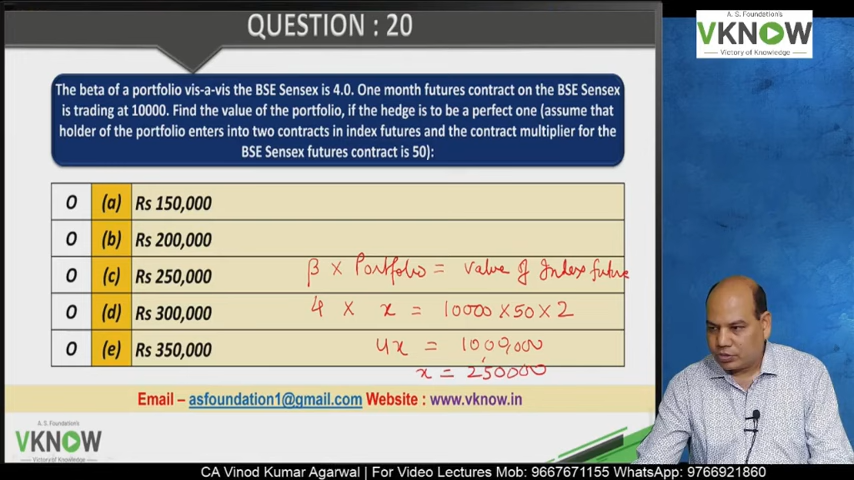 QUESTION : 20
A. S. Foundation's
VKNOW
Victory of Knowledge
The beta of a portfolio vis-a-vis the BSE Sensex is 4.0. One month futures contract on the BSE Sensex
is trading at 10000. Find the value of the portfolio, if the hedge is to be a perfect one (assume that
holder of the portfolio enters into two contracts in index futures and the contract multiplier for the
BSE Sensex futures contract is 50):
O (a) Rs 150,000
O (b) Rs 200,000
O (c) Rs 250,000
O (d) Rs 300,000
O (e) Rs 350,000
β × Portfolio = value of Index future
4 × x = 10000 × 50 × 2
4x = 1000,000
x = 250000
Email – asfoundation1@gmail.com Website : www.vknow.in
A. S. Foundation's
VKNOW
Victory of Knowledge
CA Vinod Kumar Agarwal | For Video Lectures Mob: 9667671155 WhatsApp: 9766921860